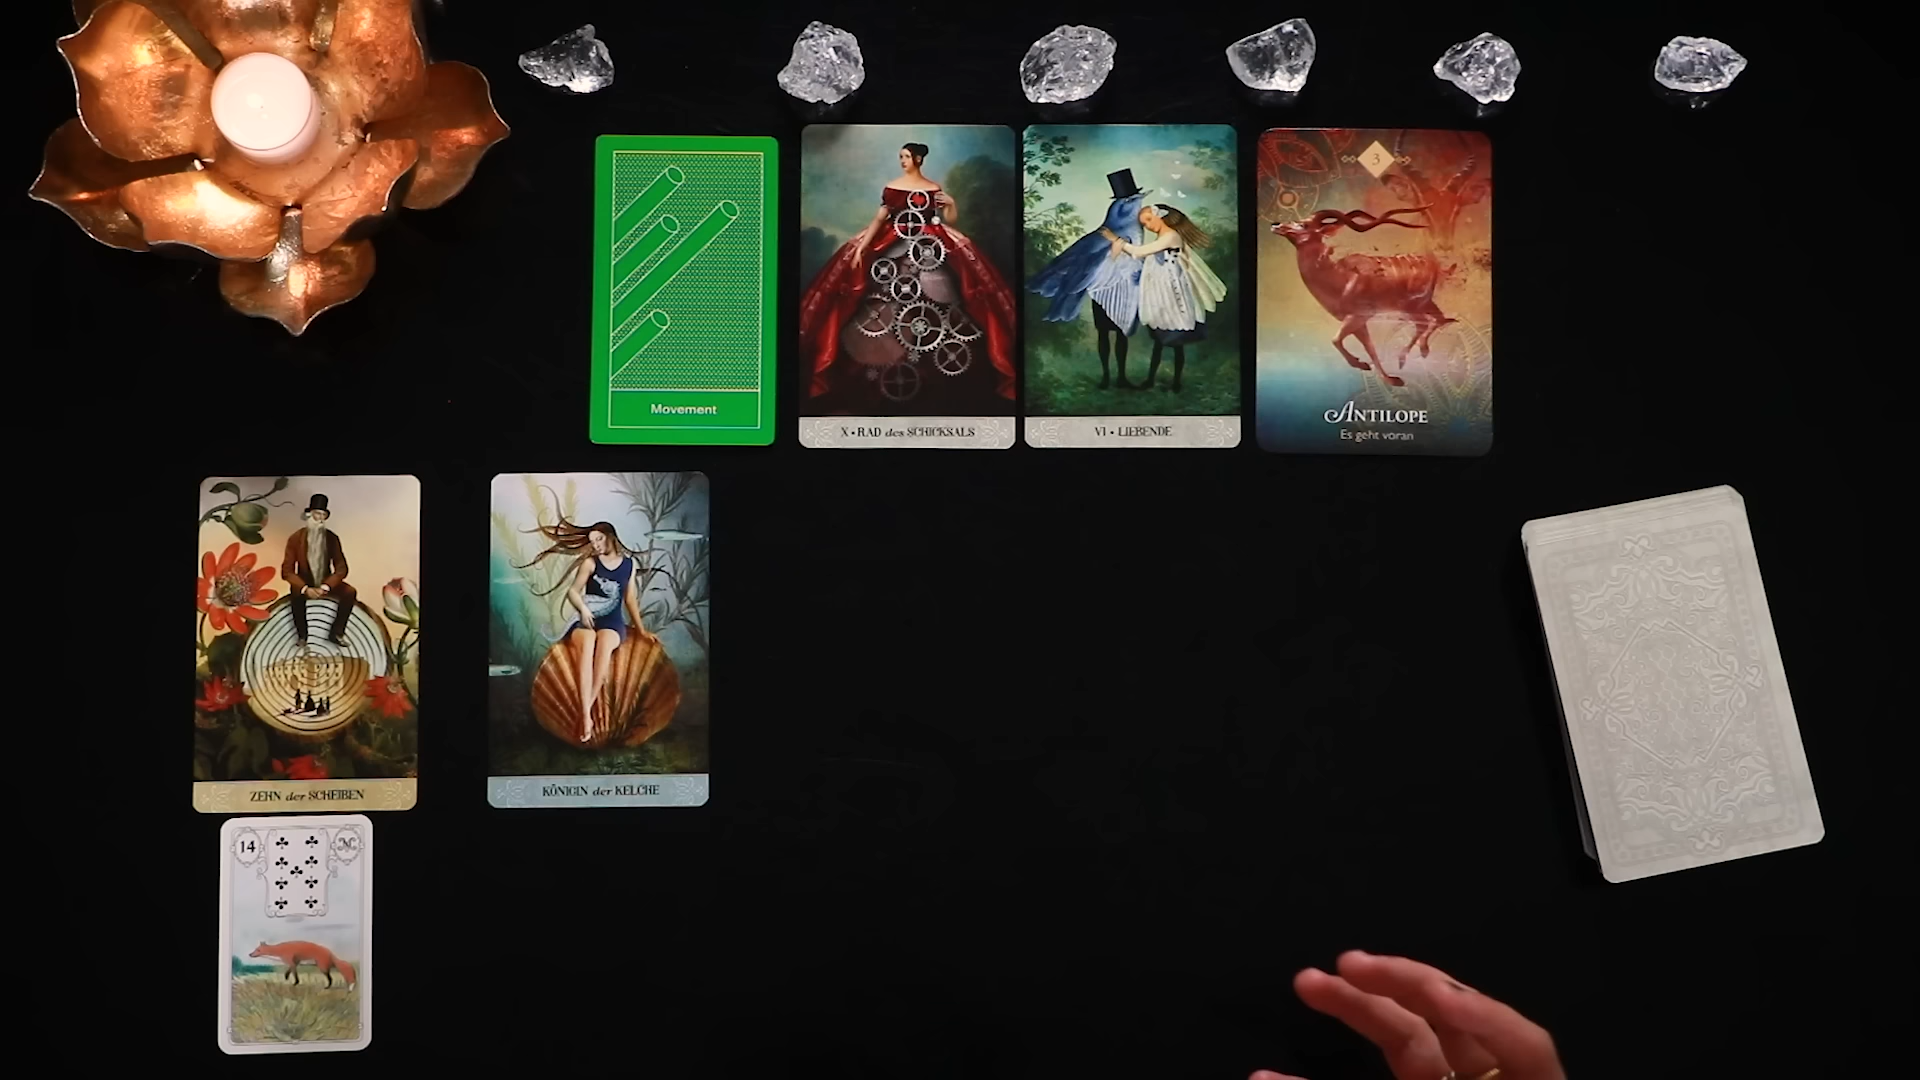 Movement
X • RAD des SCHICKSALS
VI • LIEBENDE
3
ANTILOPE
Es geht voran
ZEHN der SCHEIBEN
KÖNIGIN der KELCHE
14